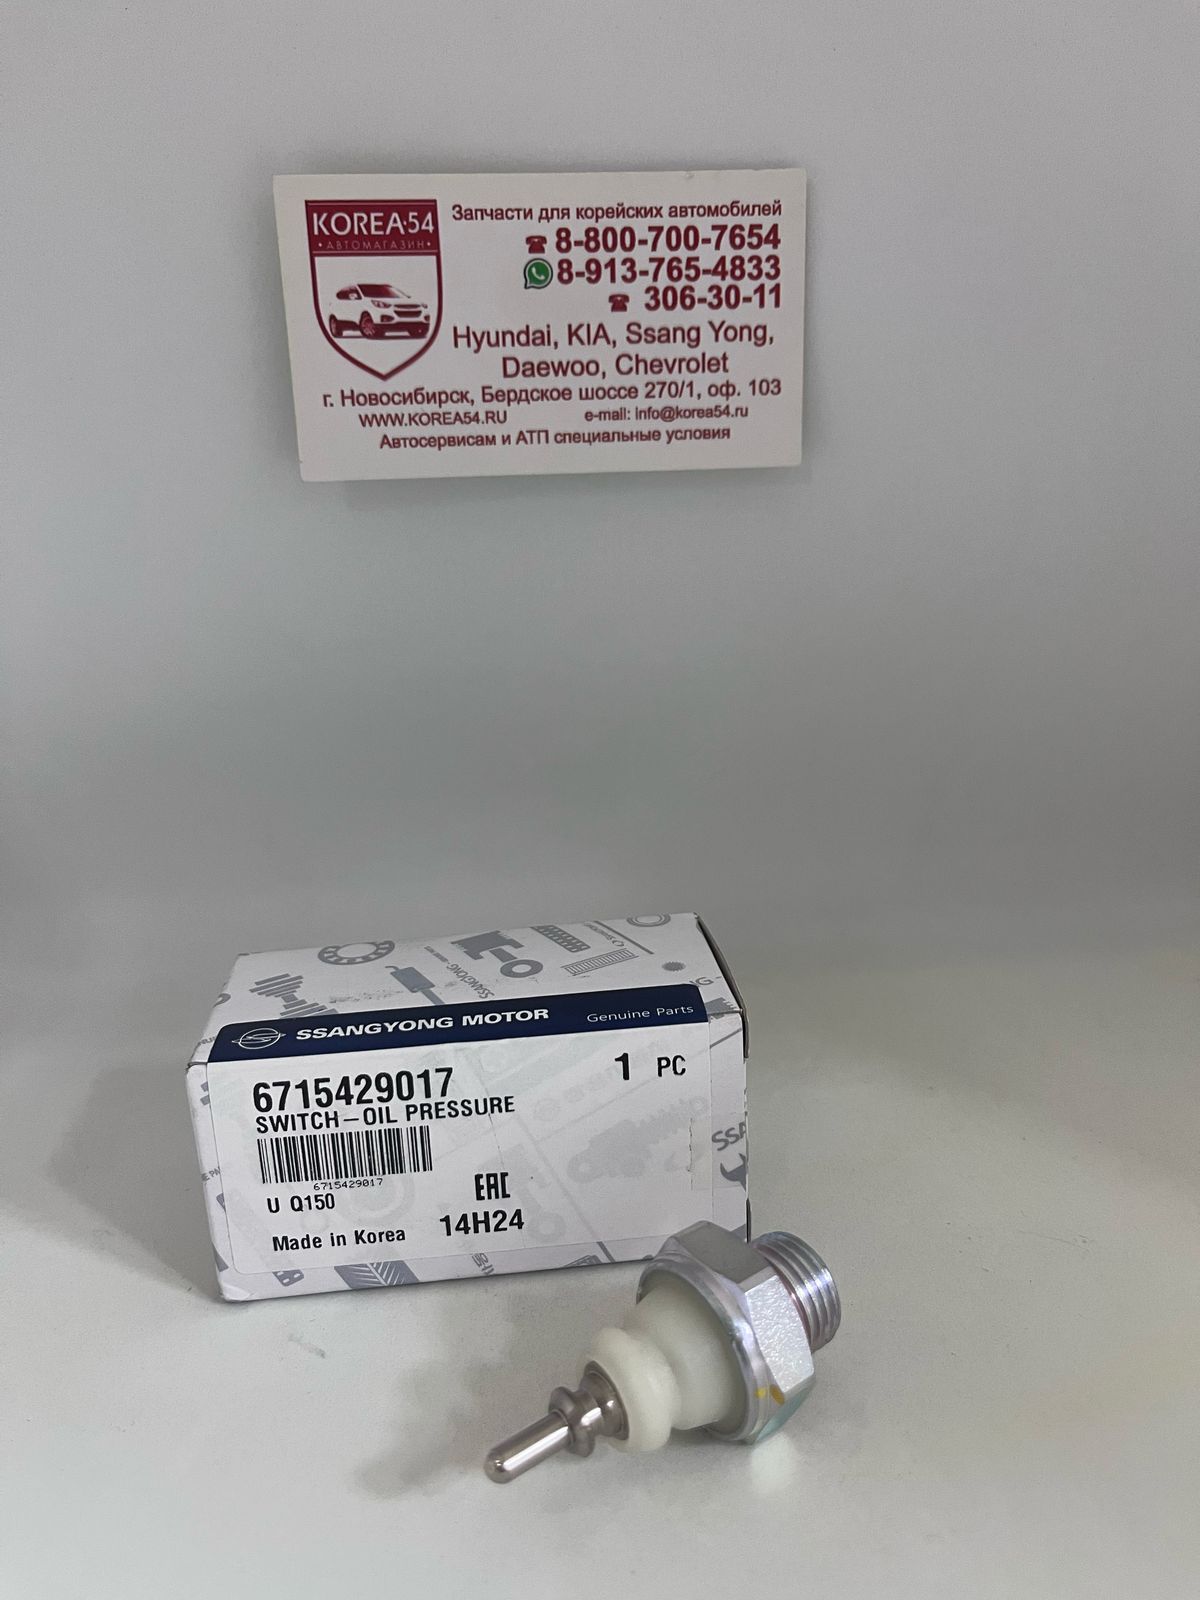 KOREA•54
• АВТОМАГАЗИН •
Запчасти для корейских автомобилей
8-800-700-7654
8-913-765-4833
306-30-11
Hyundai, KIA, Ssang Yong,
Daewoo, Chevrolet
г. Новосибирск, Бердское шоссе 270/1, оф. 103
WWW.KOREA54.RU e-mail: info@korea54.ru
Автосервисам и АТП специальные условия
SSANGYONG MOTOR Genuine Parts
6715429017 1 PC
SWITCH-OIL PRESSURE
6715429017
U Q150
EAC
Made in Korea 14H24